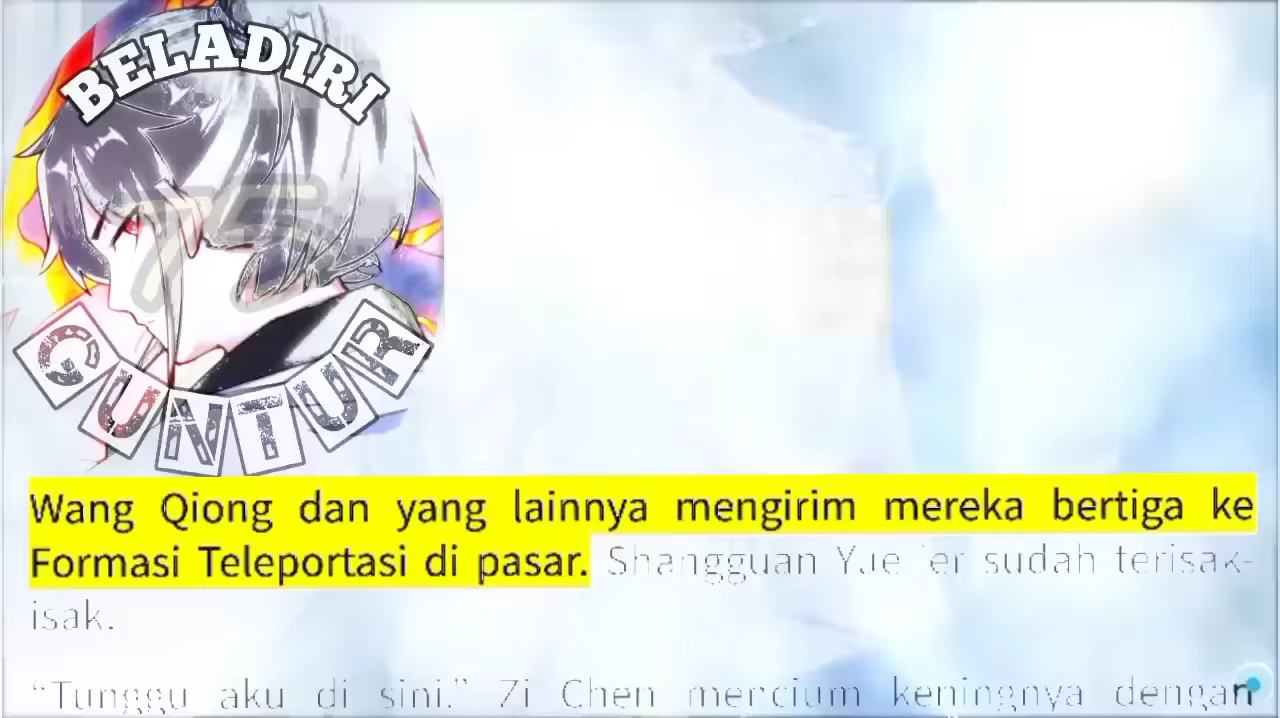 BELADIRI
GUNTUR
Wang Qiong dan yang lainnya mengirim mereka bertiga ke
Formasi Teleportasi di pasar. Shangguan Yue 'er sudah terisak-
isak.
“Tunggu aku di sini.” Zi Chen mencium keningnya dengan